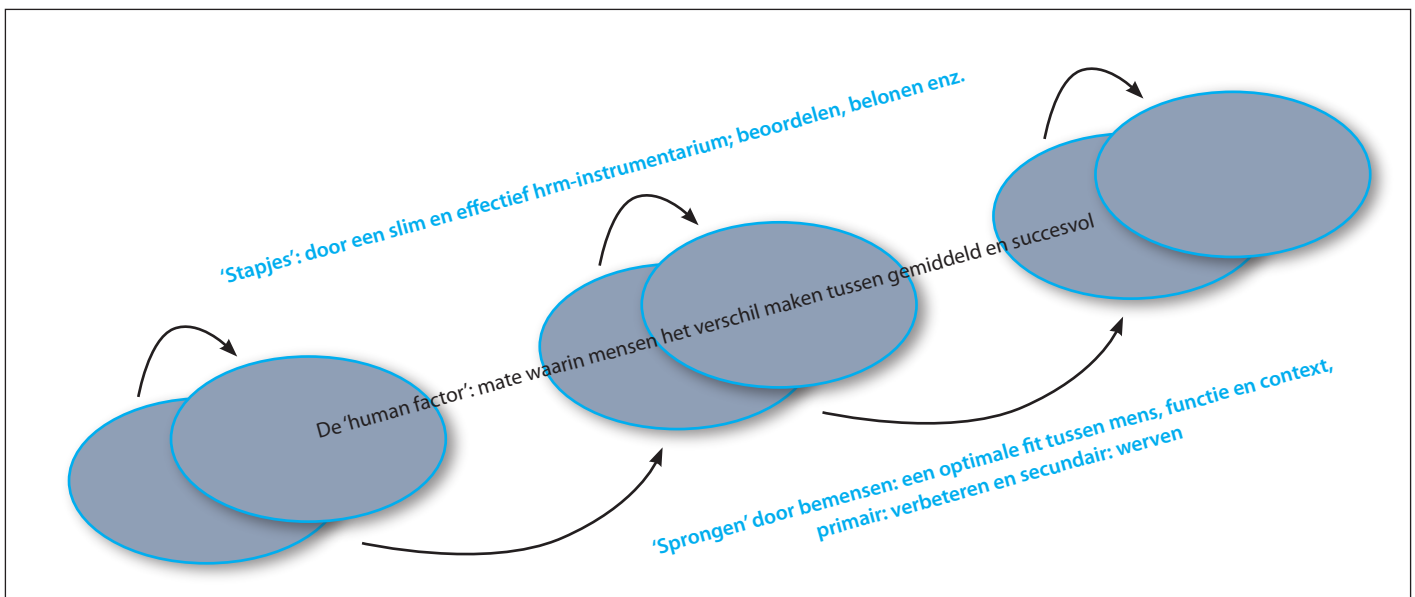 ‘Stapjes’: door een slim en effectief hrm-instrumentarium; beoordelen, belonen enz.
De ‘human factor’: mate waarin mensen het verschil maken tussen gemiddeld en succesvol
‘Sprongen’ door bemensen: een optimale fit tussen mens, functie en context,
primair: verbeteren en secundair: werven